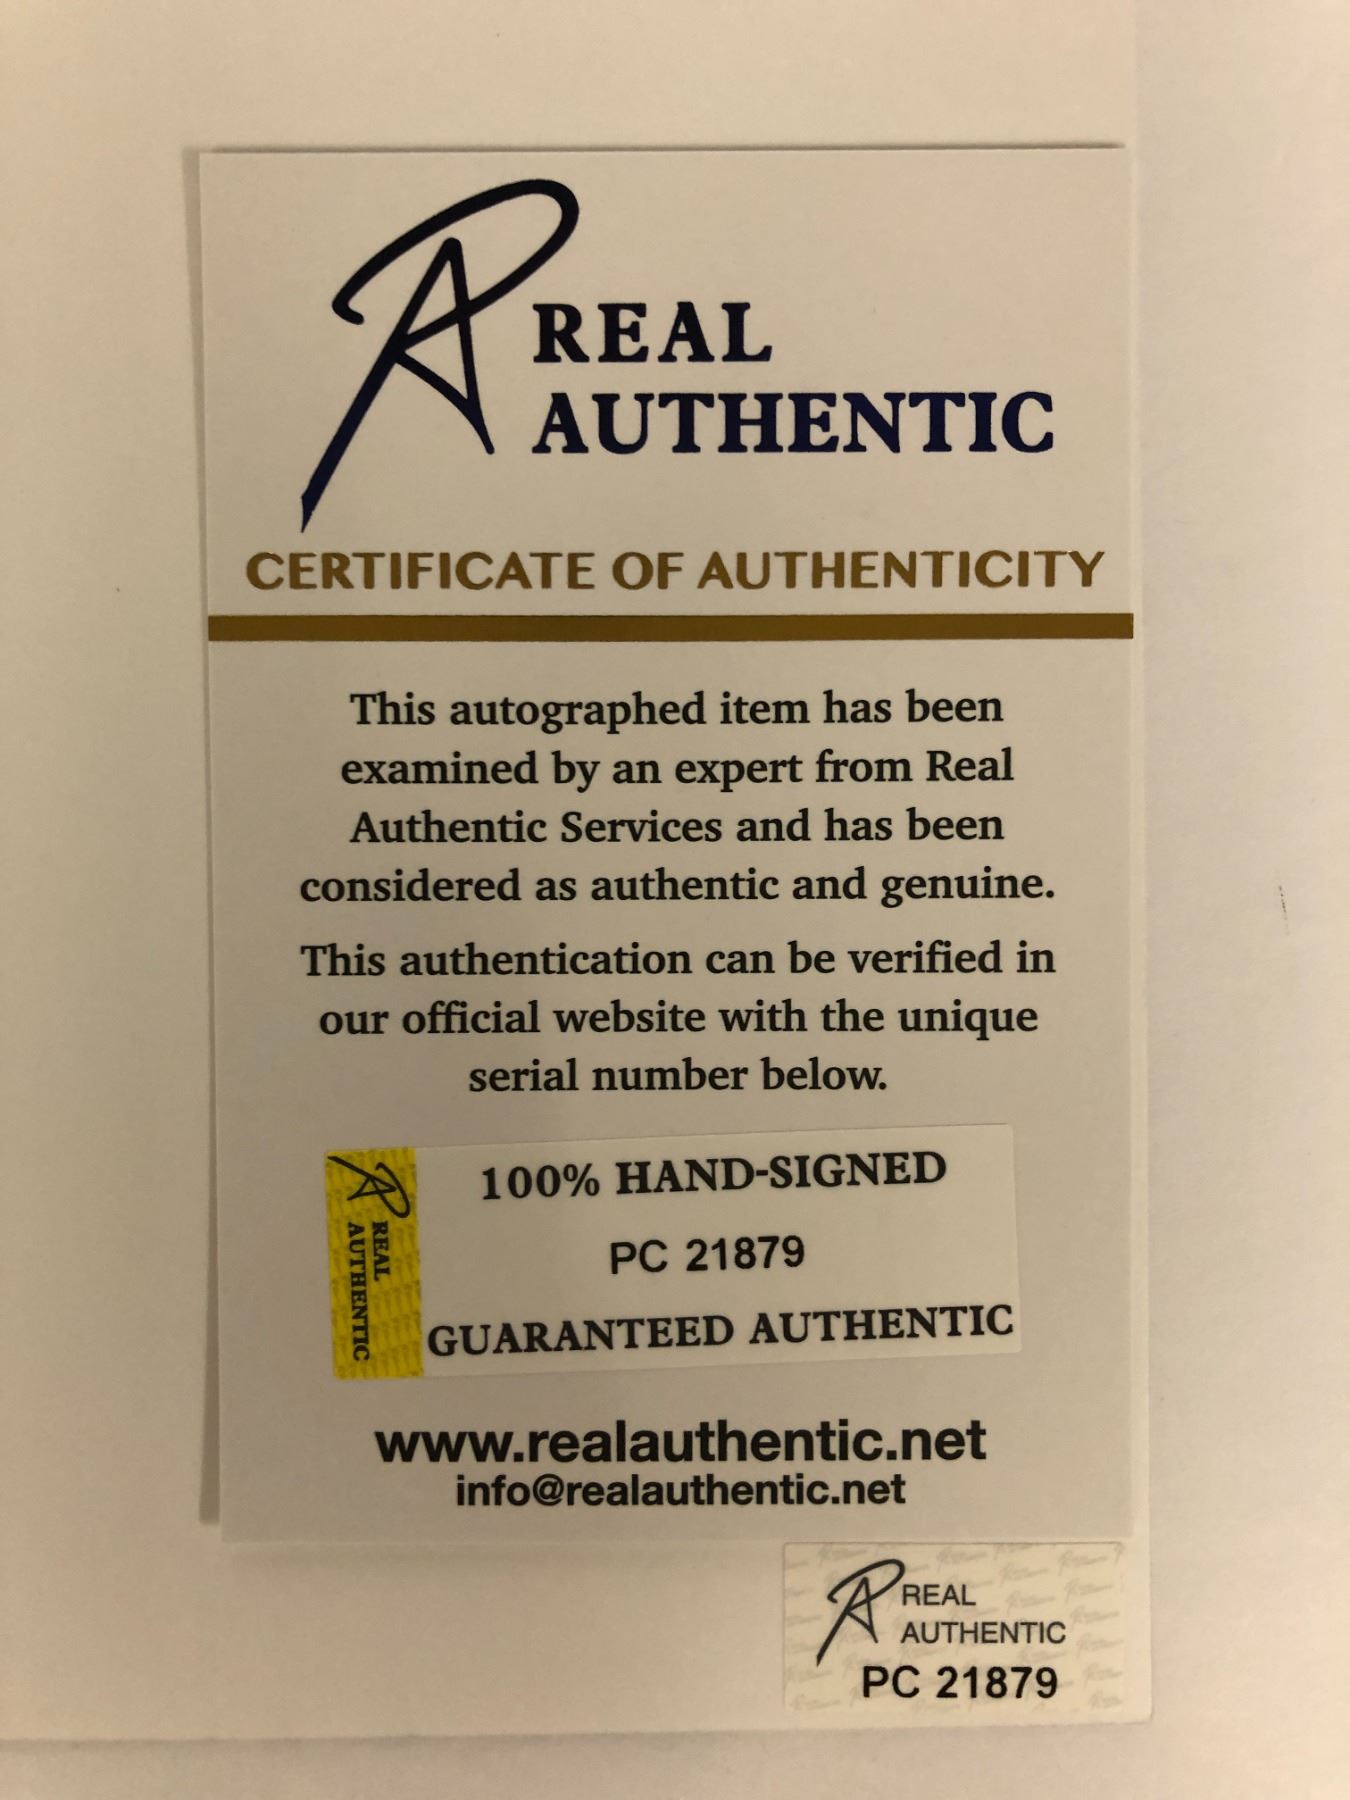 REAL
AUTHENTIC
CERTIFICATE OF AUTHENTICITY
This autographed item has been
examined by an expert from Real
Authentic Services and has been
considered as authentic and genuine.
This authentication can be verified in
our official website with the unique
serial number below.
REAL
AUTHENTIC
100% HAND-SIGNED
PC 21879
GUARANTEED AUTHENTIC
www.realauthentic.net
info@realauthentic.net
REAL
AUTHENTIC
PC 21879